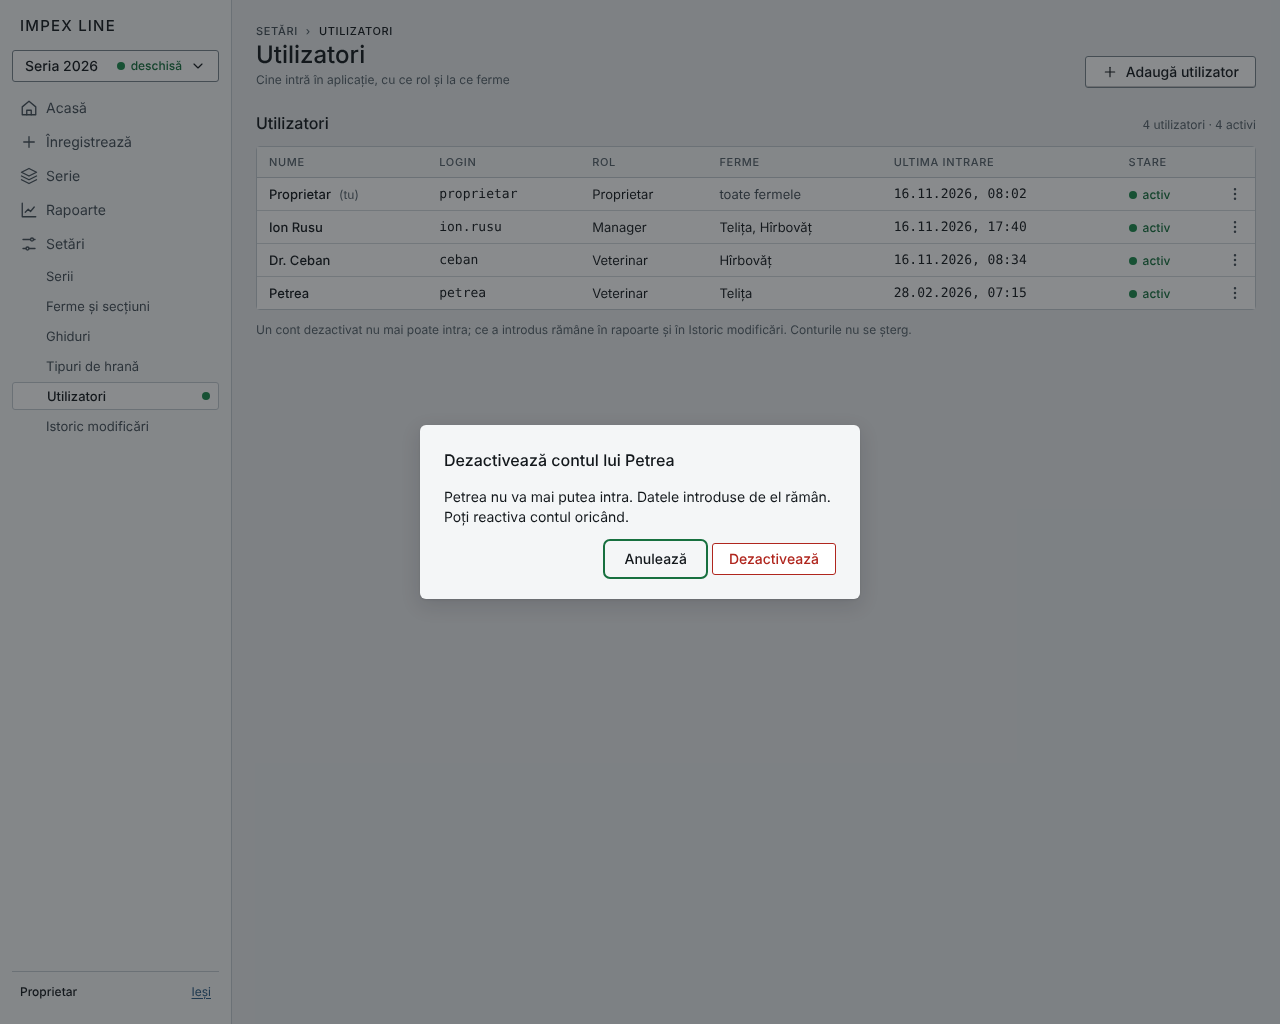 IMPEX LINE
Seria 2026 deschisă
Acasă
Înregistrează
Serie
Rapoarte
Setări
Serii
Ferme și secțiuni
Ghiduri
Tipuri de hrană
Utilizatori
Istoric modificări
Proprietar Ieși
SETĂRI › UTILIZATORI
Utilizatori
Cine intră în aplicație, cu ce rol și la ce ferme
Adaugă utilizator
Utilizatori 4 utilizatori · 4 activi
NUME LOGIN ROL FERME ULTIMA INTRARE STARE
Proprietar (tu) proprietar Proprietar toate fermele 16.11.2026, 08:02 activ
Ion Rusu ion.rusu Manager Telița, Hîrbovăț 16.11.2026, 17:40 activ
Dr. Ceban ceban Veterinar Hîrbovăț 16.11.2026, 08:34 activ
Petrea petrea Veterinar Telița 28.02.2026, 07:15 activ
Un cont dezactivat nu mai poate intra; ce a introdus rămâne în rapoarte și în Istoric modificări. Conturile nu se șterg.
Dezactivează contul lui Petrea
Petrea nu va mai putea intra. Datele introduse de el rămân.
Poți reactiva contul oricând.
Anulează Dezactivează